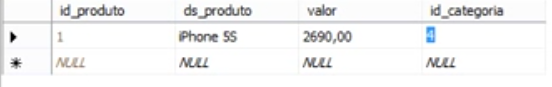 id_produto ds_produto valor id_categoria
1 iPhone 5S 2690,00 4
NULL NULL NULL NULL